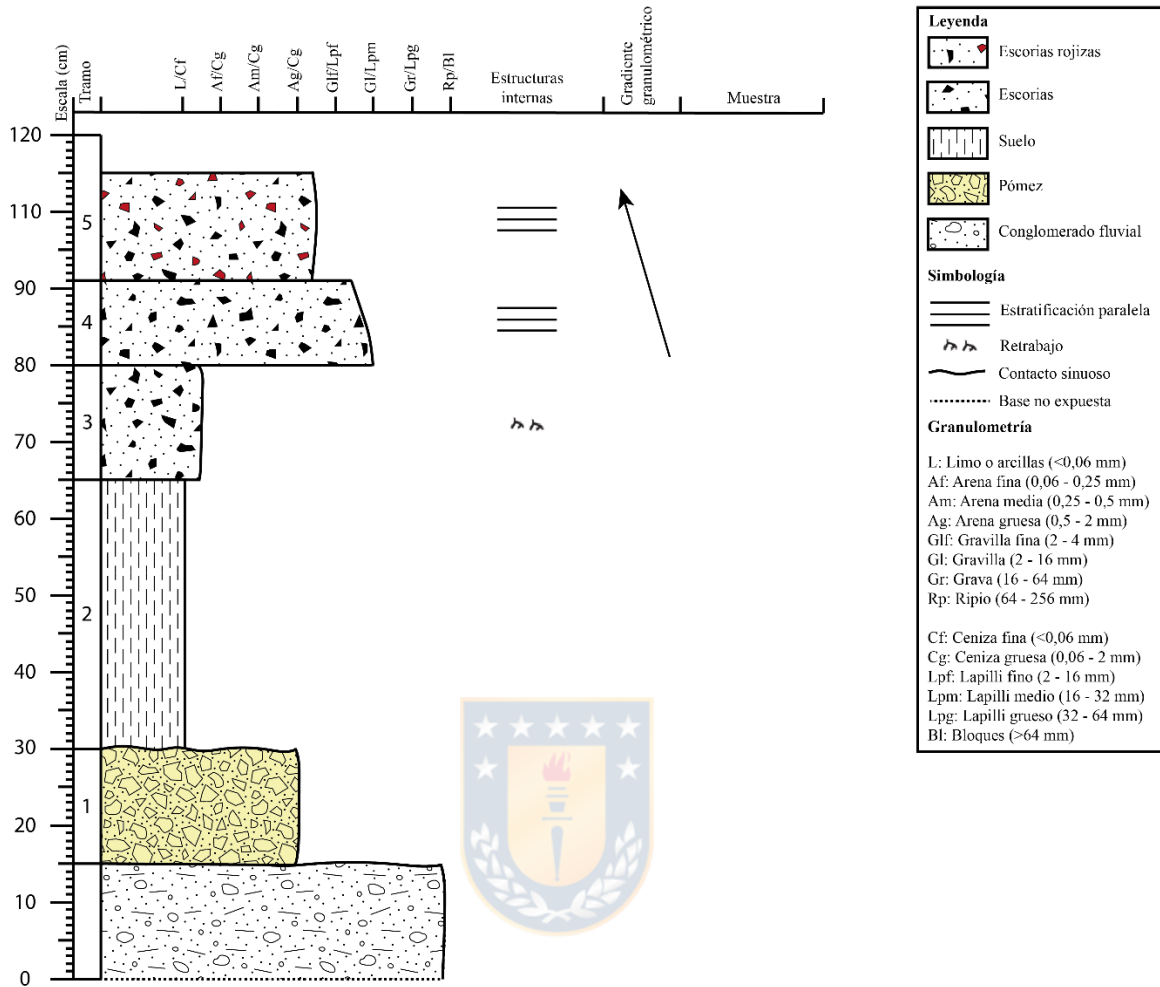 Escala (cm)
Tramo
L/Cf
Af/Cg
Am/Cg
Ag/Cg
Glf/Lpf
Gl/Lpm
Gr/Lpg
Rp/Bl
Estructuras
internas
Gradiente
granulométrico
Muestra
120
110
100
90
80
70
60
50
40
30
20
10
0
5
4
3
2
1
Leyenda
Escorias rojizas
Escorias
Suelo
Pómez
Conglomerado fluvial
Simbología
Estratificación paralela
Retrabajo
Contacto sinuoso
Base no expuesta
Granulometría
L: Limo o arcillas (<0,06 mm)
Af: Arena fina (0,06 - 0,25 mm)
Am: Arena media (0,25 - 0,5 mm)
Ag: Arena gruesa (0,5 - 2 mm)
Glf: Gravilla fina (2 - 4 mm)
Gl: Gravilla (2 - 16 mm)
Gr: Grava (16 - 64 mm)
Rp: Ripio (64 - 256 mm)
Cf: Ceniza fina (<0,06 mm)
Cg: Ceniza gruesa (0,06 - 2 mm)
Lpf: Lapilli fino (2 - 16 mm)
Lpm: Lapilli medio (16 - 32 mm)
Lpg: Lapilli grueso (32 - 64 mm)
Bl: Bloques (>64 mm)